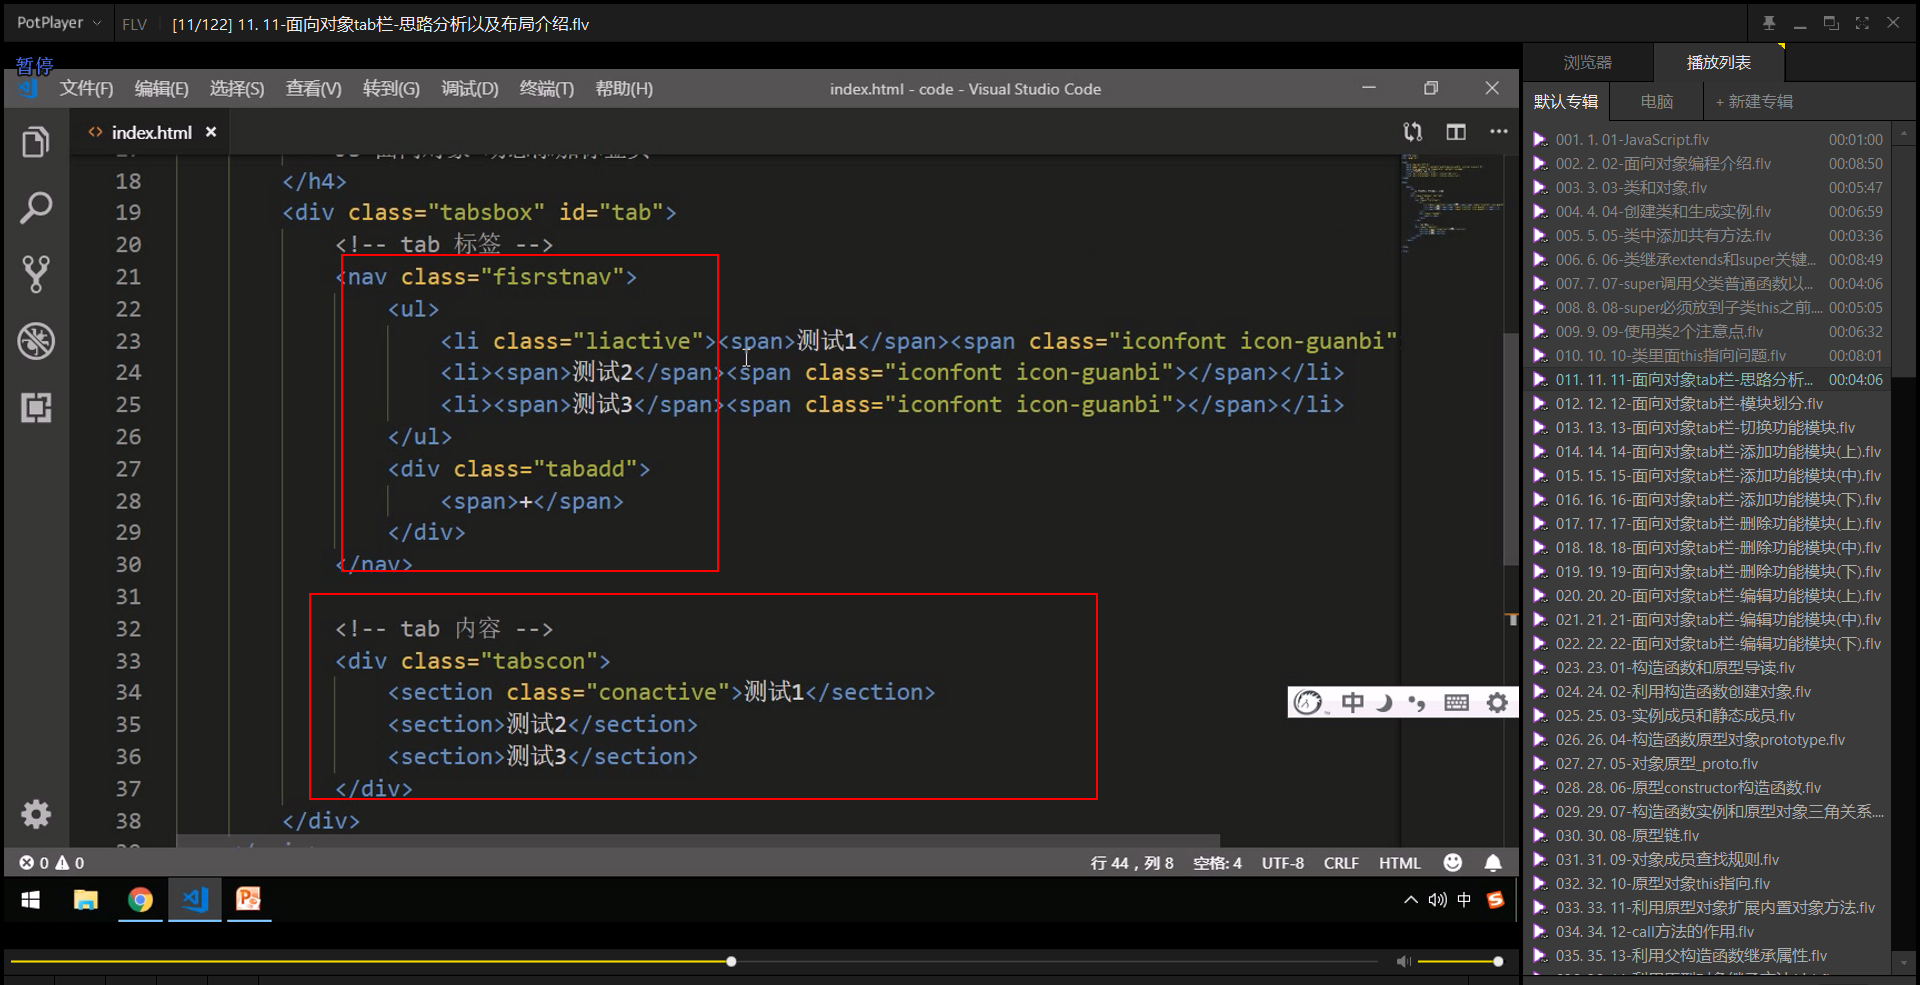 PotPlayer
FLV
[11/122] 11. 11-面向对象tab栏-思路分析以及布局介绍.flv
暂停
文件(F) 编辑(E) 选择(S) 查看(V) 转到(G) 调试(D) 终端(T) 帮助(H)
index.html - code - Visual Studio Code
<> index.html ×
18 </h4>
19 <div class="tabsbox" id="tab">
20 <!-- tab 标签 -->
21 <nav class="fisrstnav">
22 <ul>
23 <li class="liactive"><span>测试1</span><span class="iconfont icon-guanbi"
24 <li><span>测试2</span><span class="iconfont icon-guanbi"></span></li>
25 <li><span>测试3</span><span class="iconfont icon-guanbi"></span></li>
26 </ul>
27 <div class="tabadd">
28 <span>+</span>
29 </div>
30 </nav>
31
32 <!-- tab 内容 -->
33 <div class="tabscon">
34 <section class="conactive">测试1</section>
35 <section>测试2</section>
36 <section>测试3</section>
37 </div>
38 </div>
中
0 0
行 44，列 8 空格: 4 UTF-8 CRLF HTML
中
浏览器 播放列表
默认专辑 电脑 + 新建专辑
001. 1. 01-JavaScript.flv 00:01:00
002. 2. 02-面向对象编程介绍.flv 00:08:50
003. 3. 03-类和对象.flv 00:05:47
004. 4. 04-创建类和生成实例.flv 00:06:59
005. 5. 05-类中添加共有方法.flv 00:03:36
006. 6. 06-类继承extends和super关键... 00:08:49
007. 7. 07-super调用父类普通函数以... 00:04:06
008. 8. 08-super必须放到子类this之前.... 00:05:05
009. 9. 09-使用类2个注意点.flv 00:06:32
010. 10. 10-类里面this指向问题.flv 00:08:01
011. 11. 11-面向对象tab栏-思路分析... 00:04:06
012. 12. 12-面向对象tab栏-模块划分.flv
013. 13. 13-面向对象tab栏-切换功能模块.flv
014. 14. 14-面向对象tab栏-添加功能模块(上).flv
015. 15. 15-面向对象tab栏-添加功能模块(中).flv
016. 16. 16-面向对象tab栏-添加功能模块(下).flv
017. 17. 17-面向对象tab栏-删除功能模块(上).flv
018. 18. 18-面向对象tab栏-删除功能模块(中).flv
019. 19. 19-面向对象tab栏-删除功能模块(下).flv
020. 20. 20-面向对象tab栏-编辑功能模块(上).flv
021. 21. 21-面向对象tab栏-编辑功能模块(中).flv
022. 22. 22-面向对象tab栏-编辑功能模块(下).flv
023. 23. 01-构造函数和原型导读.flv
024. 24. 02-利用构造函数创建对象.flv
025. 25. 03-实例成员和静态成员.flv
026. 26. 04-构造函数原型对象prototype.flv
027. 27. 05-对象原型_proto.flv
028. 28. 06-原型constructor构造函数.flv
029. 29. 07-构造函数实例和原型对象三角关系....
030. 30. 08-原型链.flv
031. 31. 09-对象成员查找规则.flv
032. 32. 10-原型对象this指向.flv
033. 33. 11-利用原型对象扩展内置对象方法.flv
034. 34. 12-call方法的作用.flv
035. 35. 13-利用父构造函数继承属性.flv